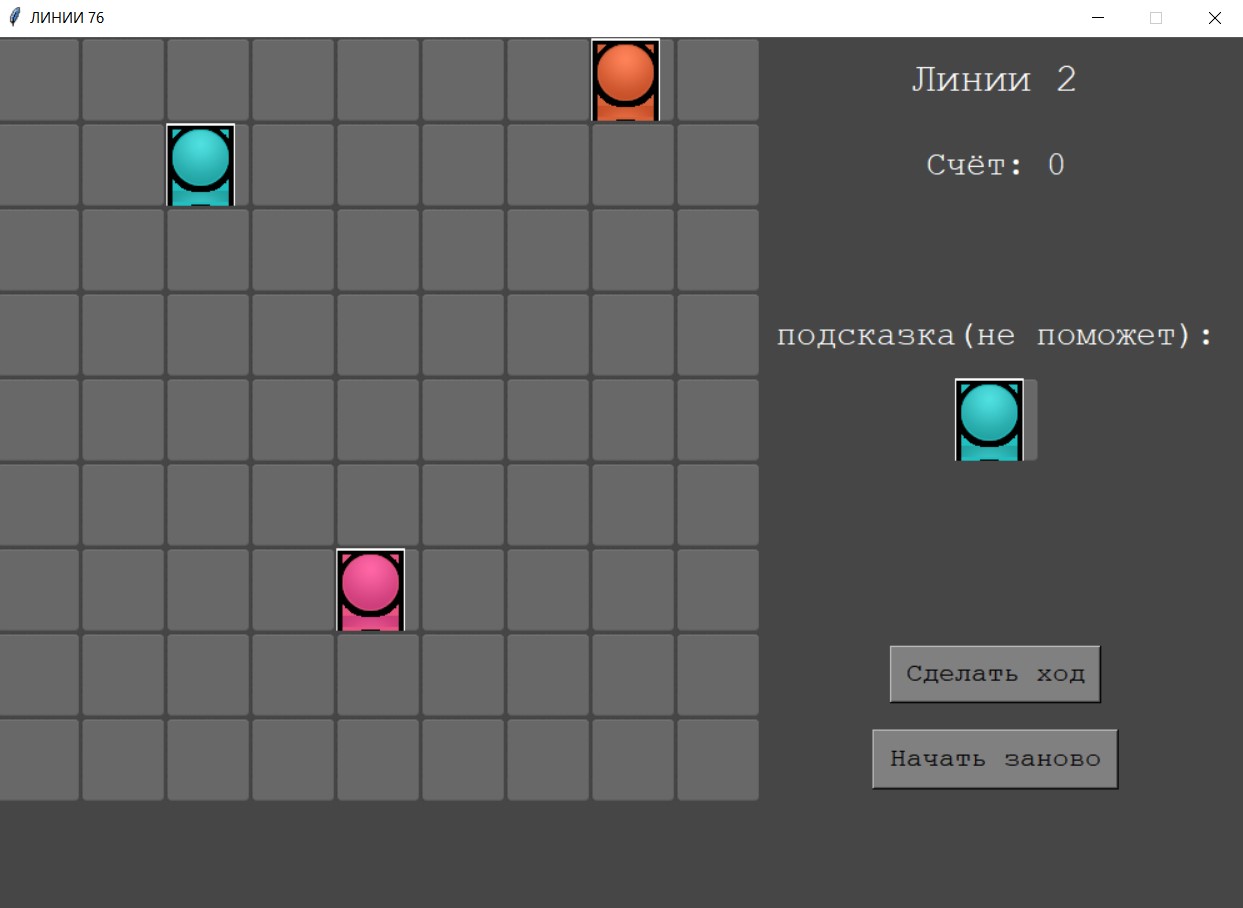 ЛИНИИ 76
Линии 2
Счёт: 0
подсказка(не поможет):
Сделать ход
Начать заново